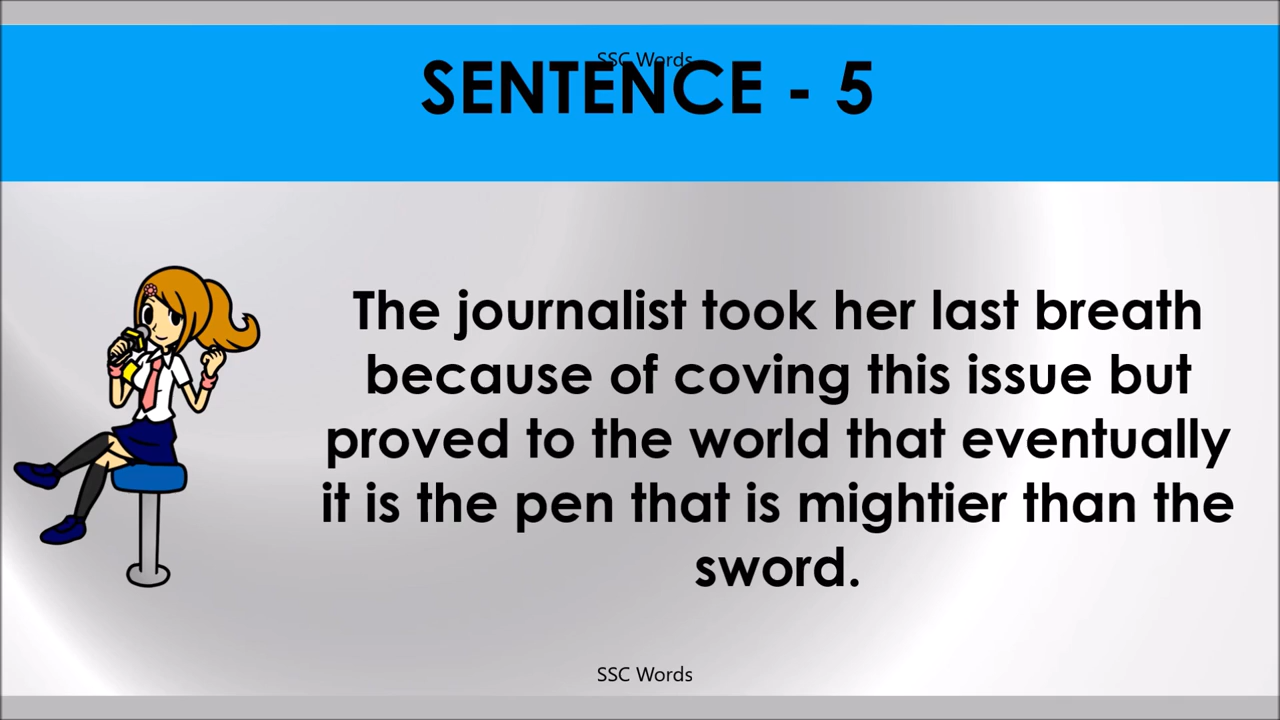 SSC Words
SENTENCE - 5
The journalist took her last breath
because of coving this issue but
proved to the world that eventually
it is the pen that is mightier than the
sword.
SSC Words